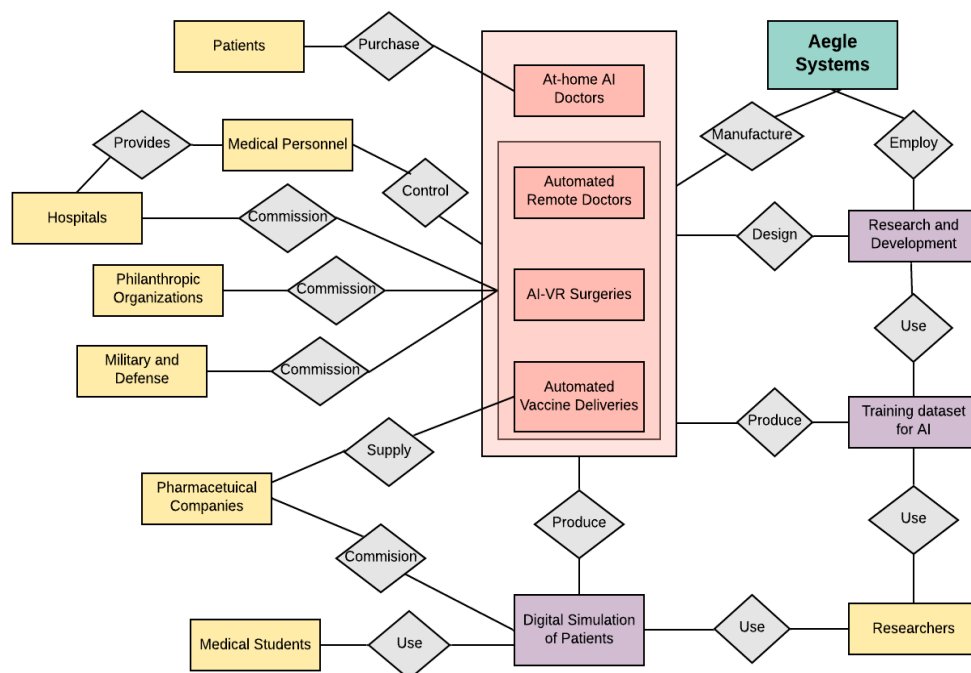 Patients
Purchase
At-home AI
Doctors
Aegle
Systems
Manufacture
Employ
Provides
Medical Personnel
Control
Automated
Remote Doctors
Hospitals
Commission
Design
Research and
Development
Philanthropic
Organizations
Commission
AI-VR Surgeries
Use
Military and
Defense
Commission
Automated
Vaccine Deliveries
Produce
Training dataset
for AI
Supply
Pharmacetuical
Companies
Produce
Use
Commision
Medical Students
Use
Digital Simulation
of Patients
Use
Researchers